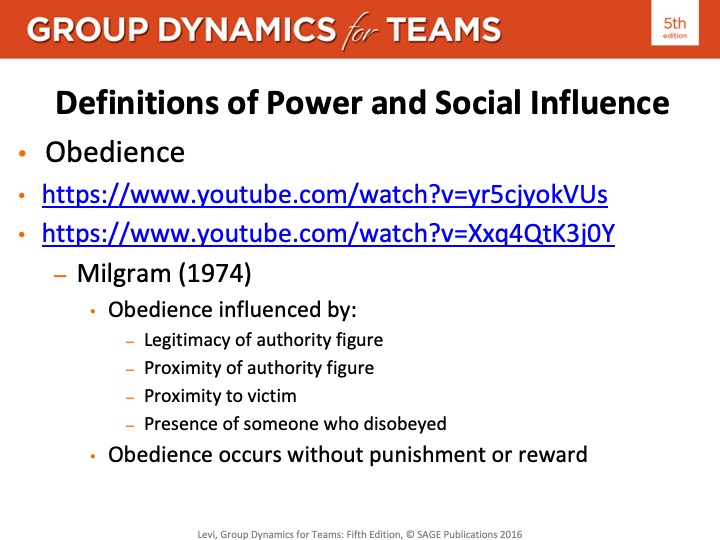 GROUP DYNAMICS for TEAMS
5th
edition
Definitions of Power and Social Influence
• Obedience
• https://www.youtube.com/watch?v=yr5cjyokVUs
• https://www.youtube.com/watch?v=Xxq4QtK3j0Y
– Milgram (1974)
• Obedience influenced by:
– Legitimacy of authority figure
– Proximity of authority figure
– Proximity to victim
– Presence of someone who disobeyed
• Obedience occurs without punishment or reward
Levi, Group Dynamics for Teams: Fifth Edition, © SAGE Publications 2016